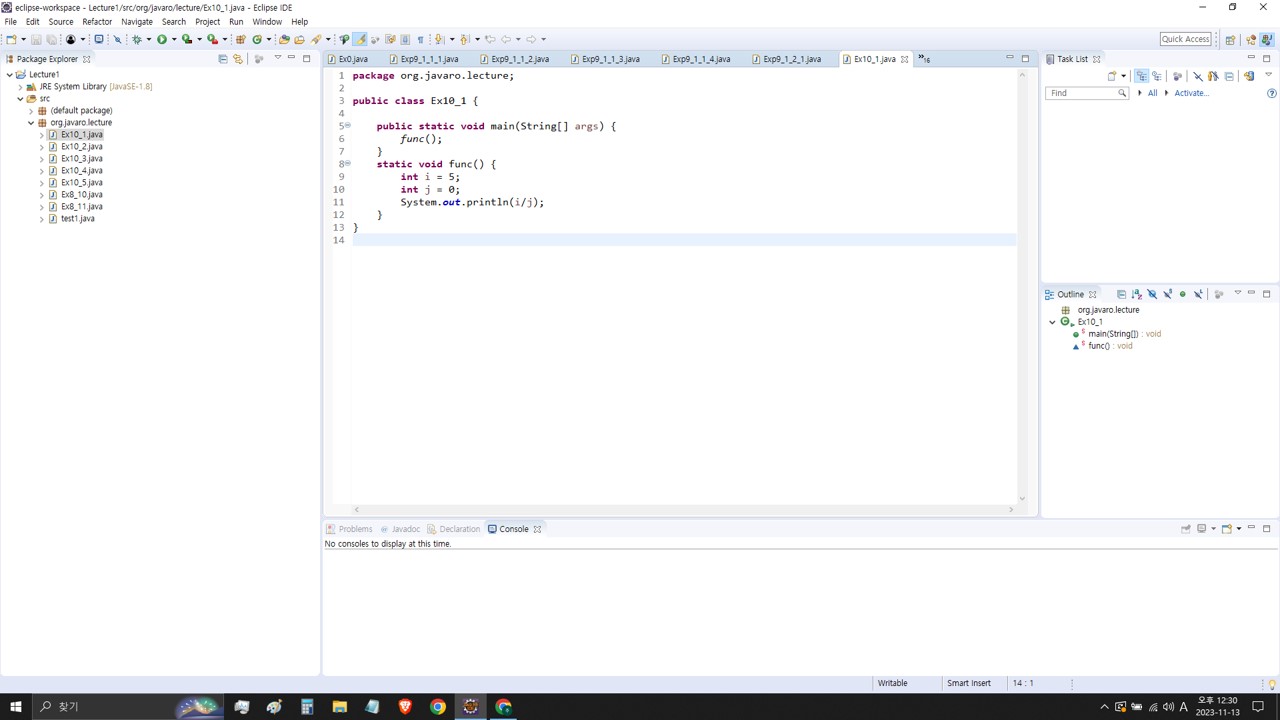 eclipse-workspace - Lecture1/src/org/javaro/lecture/Ex10_1.java - Eclipse IDE
File Edit Source Refactor Navigate Search Project Run Window Help
Quick Access
Package Explorer
Lecture1
JRE System Library [JavaSE-1.8]
src
(default package)
org.javaro.lecture
Ex10_1.java
Ex10_2.java
Ex10_3.java
Ex10_4.java
Ex10_5.java
Ex8_10.java
Ex8_11.java
test1.java
Ex0.java Exp9_1_1_1.java Exp9_1_1_2.java Exp9_1_1_3.java Exp9_1_1_4.java Exp9_1_2_1.java Ex10_1.java »16
1 package org.javaro.lecture;
2
3 public class Ex10_1 {
4
5 public static void main(String[] args) {
6 func();
7 }
8 static void func() {
9 int i = 5;
10 int j = 0;
11 System.out.println(i/j);
12 }
13 }
14
Task List
Find All Activate...
Outline
org.javaro.lecture
Ex10_1
main(String[]) : void
func() : void
Problems Javadoc Declaration Console
No consoles to display at this time.
Writable Smart Insert 14 : 1
찾기
A 오후 12:30
2023-11-13